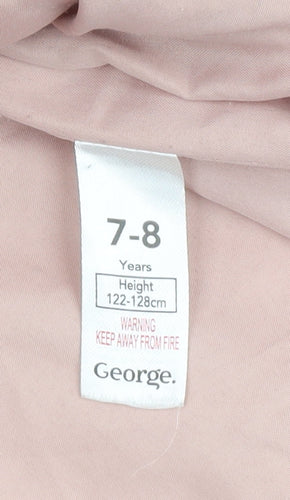 7-8
Years
Height
122-128cm
WARNING
KEEP AWAY FROM FIRE
George.